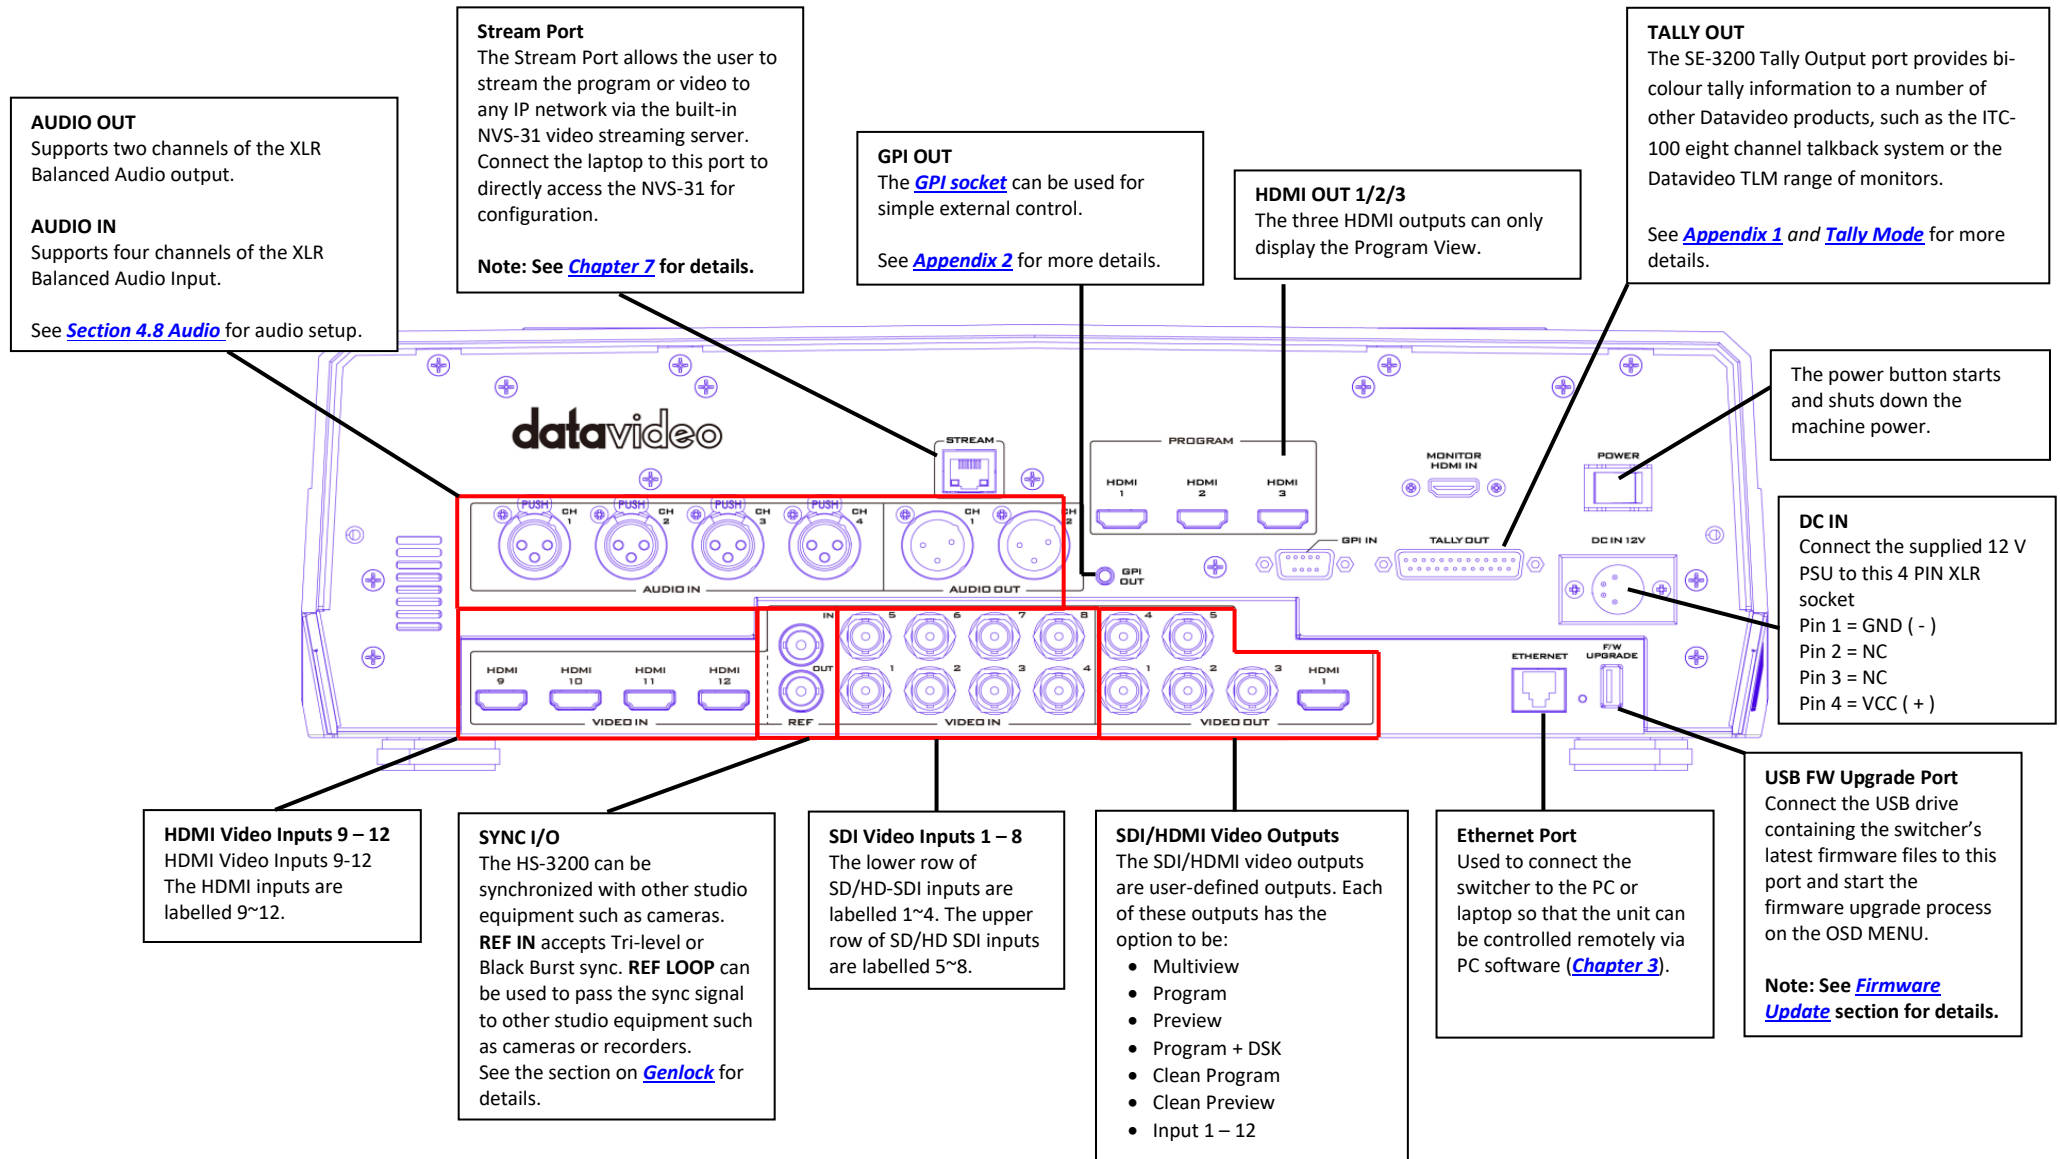 AUDIO OUT
Supports two channels of the XLR
Balanced Audio output.
AUDIO IN
Supports four channels of the XLR
Balanced Audio Input.
See Section 4.8 Audio for audio setup.
Stream Port
The Stream Port allows the user to
stream the program or video to
any IP network via the built-in
NVS-31 video streaming server.
Connect the laptop to this port to
directly access the NVS-31 for
configuration.
Note: See Chapter 7 for details.
GPI OUT
The GPI socket can be used for
simple external control.
See Appendix 2 for more details.
HDMI OUT 1/2/3
The three HDMI outputs can only
display the Program View.
TALLY OUT
The SE-3200 Tally Output port provides bi-
colour tally information to a number of
other Datavideo products, such as the ITC-
100 eight channel talkback system or the
Datavideo TLM range of monitors.
See Appendix 1 and Tally Mode for more
details.
The power button starts
and shuts down the
machine power.
DC IN
Connect the supplied 12 V
PSU to this 4 PIN XLR
socket
Pin 1 = GND ( - )
Pin 2 = NC
Pin 3 = NC
Pin 4 = VCC ( + )
datavideo
STREAM
PROGRAM
HDMI
1
HDMI
2
HDMI
3
MONITOR
HDMI IN
POWER
PUSH
CH
1
PUSH
CH
2
PUSH
CH
3
PUSH
CH
4
CH
1
CH
2
AUDIO IN
AUDIO OUT
GPI
OUT
GPI IN
TALLY OUT
DC IN 12V
HDMI
9
HDMI
10
HDMI
11
HDMI
12
VIDEO IN
IN
OUT
REF
5
6
7
8
1
2
3
4
VIDEO IN
4
5
1
2
3
HDMI
1
VIDEO OUT
ETHERNET
F/W
UPGRADE
HDMI Video Inputs 9 – 12
HDMI Video Inputs 9-12
The HDMI inputs are
labelled 9~12.
SYNC I/O
The HS-3200 can be
synchronized with other studio
equipment such as cameras.
REF IN accepts Tri-level or
Black Burst sync. REF LOOP can
be used to pass the sync signal
to other studio equipment such
as cameras or recorders.
See the section on Genlock for
details.
SDI Video Inputs 1 – 8
The lower row of
SD/HD-SDI inputs are
labelled 1~4. The upper
row of SD/HD SDI inputs
are labelled 5~8.
SDI/HDMI Video Outputs
The SDI/HDMI video outputs
are user-defined outputs. Each
of these outputs has the
option to be:
• Multiview
• Program
• Preview
• Program + DSK
• Clean Program
• Clean Preview
• Input 1 – 12
Ethernet Port
Used to connect the
switcher to the PC or
laptop so that the unit can
be controlled remotely via
PC software (Chapter 3).
USB FW Upgrade Port
Connect the USB drive
containing the switcher’s
latest firmware files to this
port and start the
firmware upgrade process
on the OSD MENU.
Note: See Firmware
Update section for details.